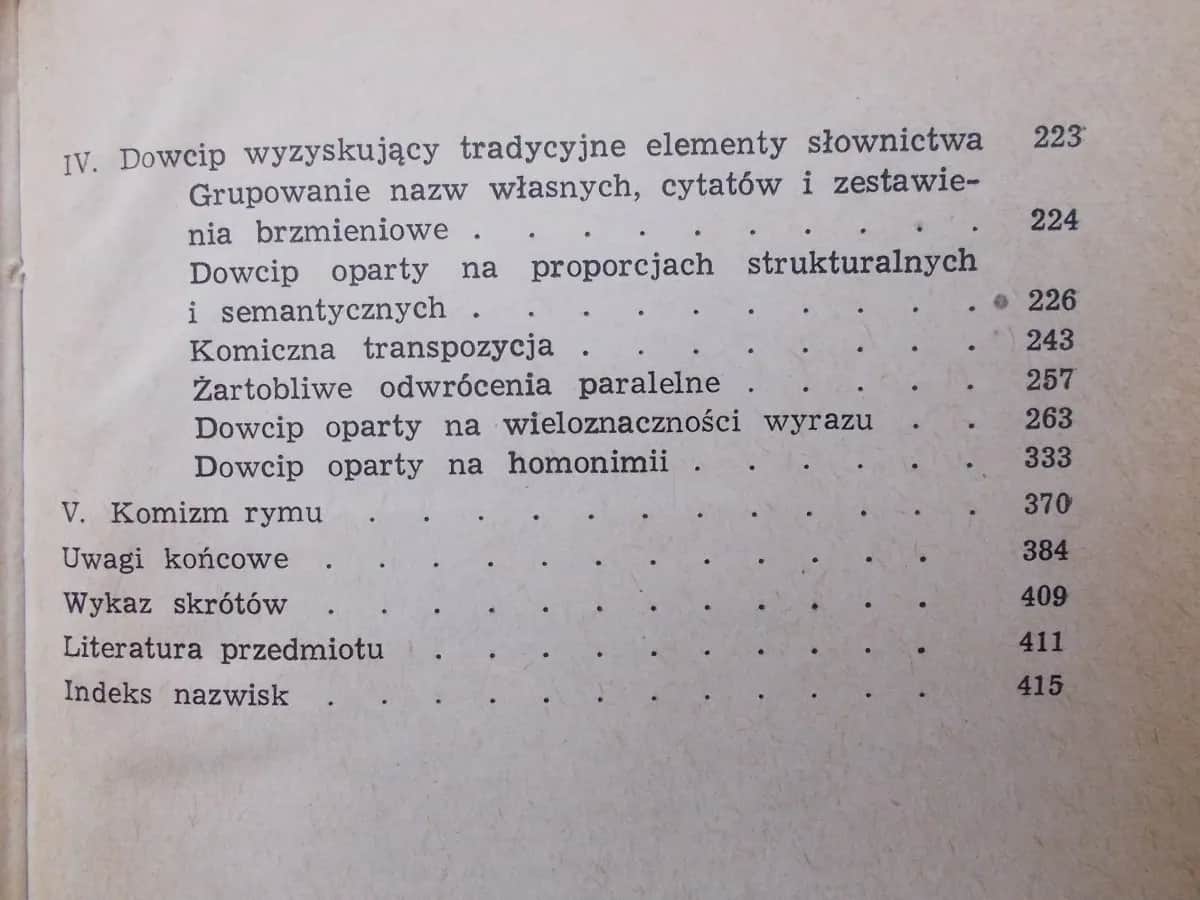 IV. Dowcip wyzyskujący tradycyjne elementy słownictwa 223
Grupowanie nazw własnych, cytatów i zestawie-
nia brzmieniowe . . . . . . . . . . 224
Dowcip oparty na proporcjach strukturalnych
i semantycznych . . . . . . . . . . 226
Komiczna transpozycja . . . . . . . . 243
Żartobliwe odwrócenia paralelne . . . . . 257
Dowcip oparty na wieloznaczności wyrazu . . 263
Dowcip oparty na homonimii . . . . . . 333
V. Komizm rymu . . . . . . . . . . . . 370
Uwagi końcowe . . . . . . . . . . . . 384
Wykaz skrótów . . . . . . . . . . . . 409
Literatura przedmiotu . . . . . . . . . . 411
Indeks nazwisk . . . . . . . . . . . . 415